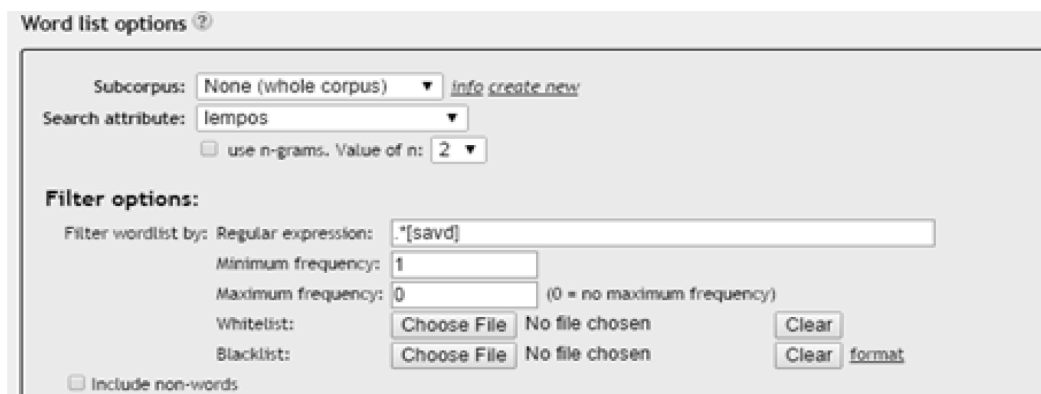 Word list options ?
Subcorpus: None (whole corpus) ▼ info create new
Search attribute: lempos ▼
use n-grams. Value of n: 2 ▼
Filter options:
Filter wordlist by: Regular expression: .*[savd]
Minimum frequency: 1
Maximum frequency: 0 (0 = no maximum frequency)
Whitelist: Choose File No file chosen Clear
Blacklist: Choose File No file chosen Clear format
Include non-words